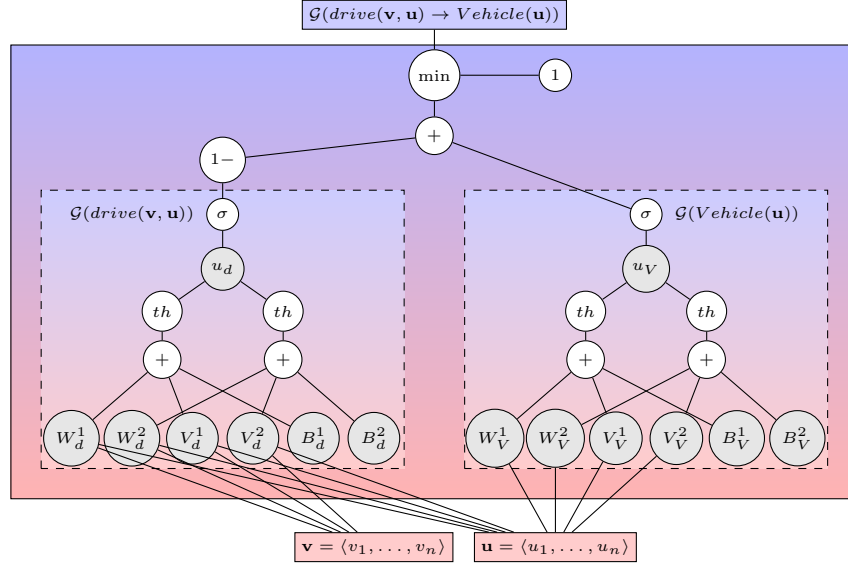 𝒢(drive(𝐯, 𝐮) → Vehicle(𝐮))
min 1
+
1−
𝒢(drive(𝐯, 𝐮)) σ σ 𝒢(Vehicle(𝐮))
u_d u_V
th th th th
+ + + +
W_d^1 W_d^2 V_d^1 V_d^2 B_d^1 B_d^2 W_V^1 W_V^2 V_V^1 V_V^2 B_V^1 B_V^2
𝐯 = ⟨v_1, . . . , v_n⟩ 𝐮 = ⟨u_1, . . . , u_n⟩